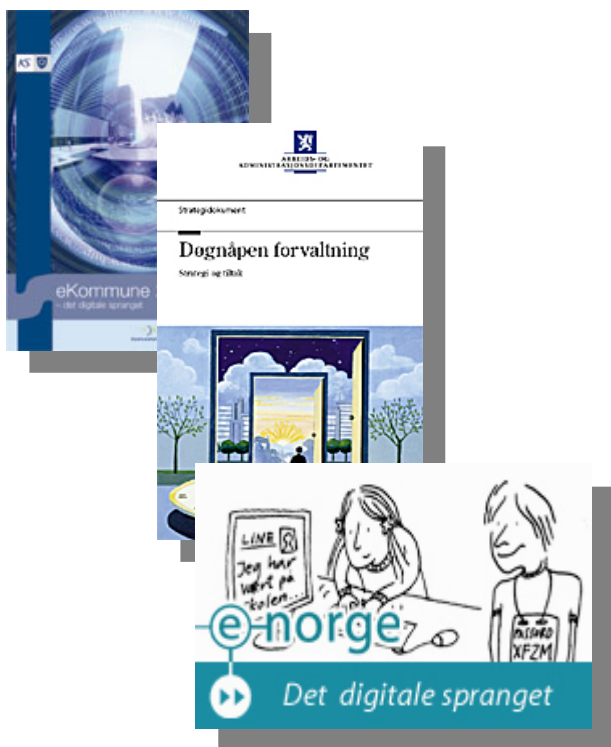 KS
eKommune
– det digitale spranget
ARBEIDS- OG
ADMINISTRASJONSDEPARTEMENTET
Strategidokument
Døgnåpen forvaltning
Strategi og tiltak
LINE
Jeg har
vært på
skolen...
PASSORD
XFZM
e-norge
Det digitale spranget